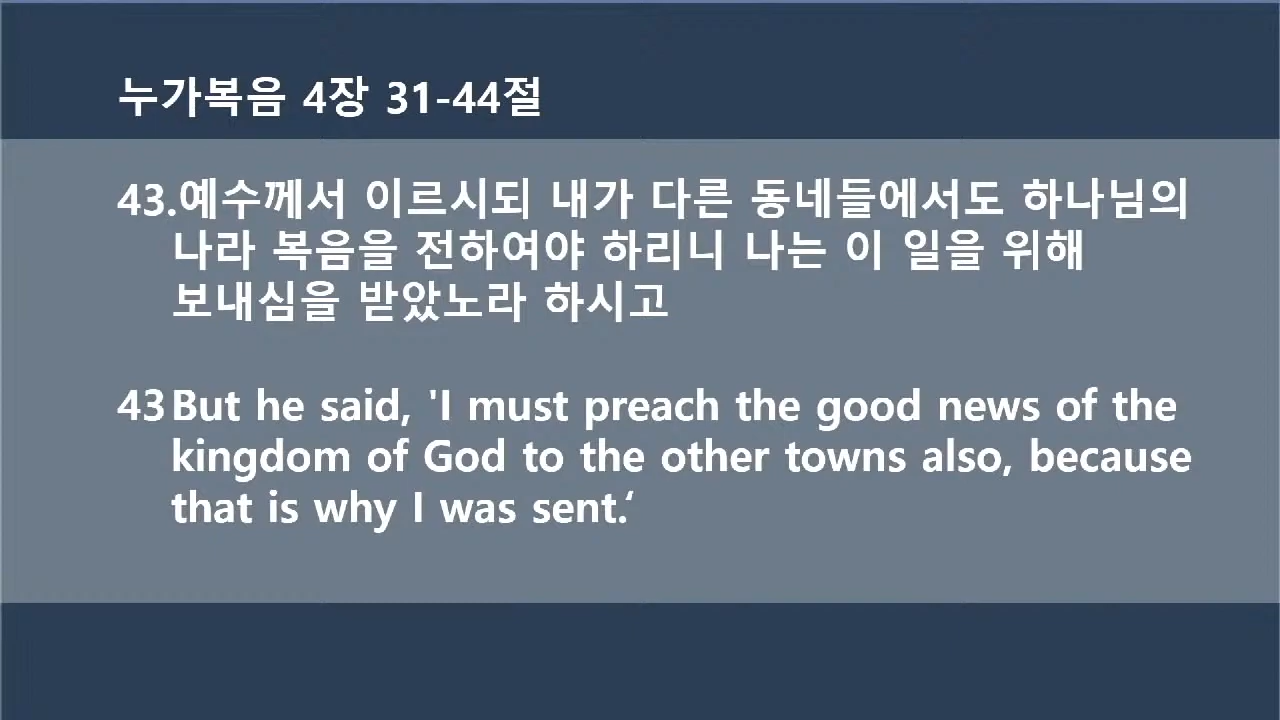 누가복음 4장 31-44절
43.예수께서 이르시되 내가 다른 동네들에서도 하나님의
나라 복음을 전하여야 하리니 나는 이 일을 위해
보내심을 받았노라 하시고
43 But he said, 'I must preach the good news of the
kingdom of God to the other towns also, because
that is why I was sent.‘